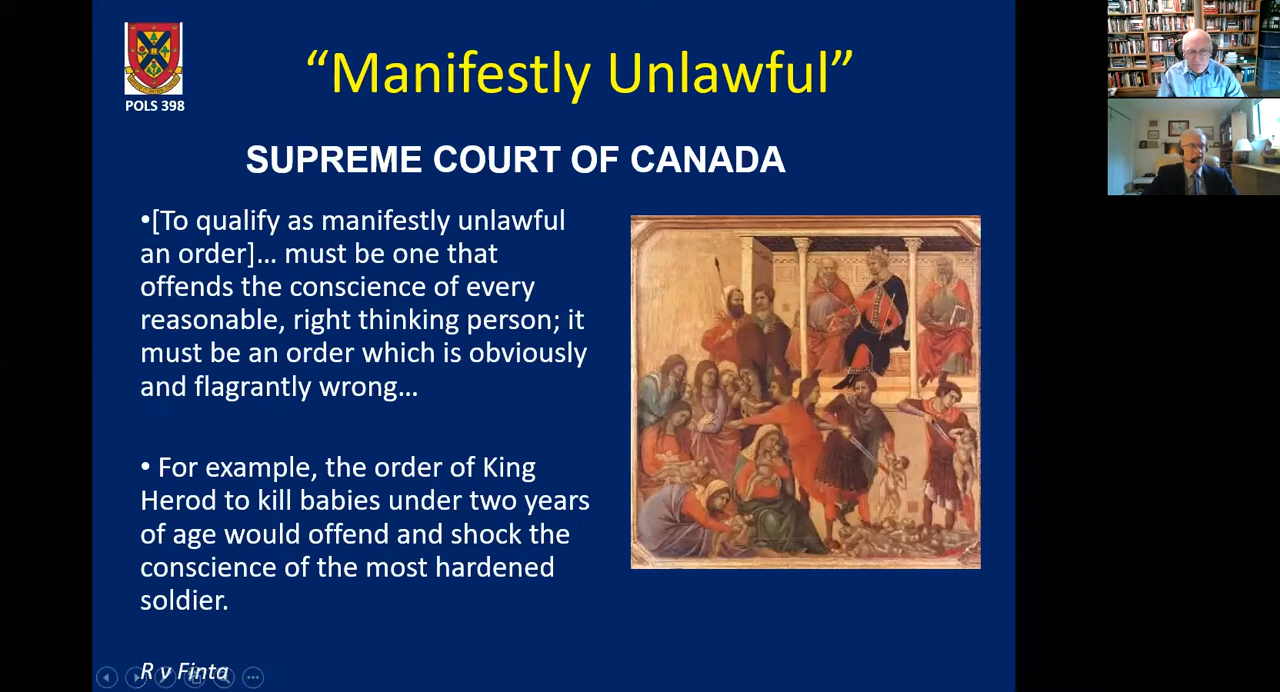 POLS 398
“Manifestly Unlawful”
SUPREME COURT OF CANADA
•[To qualify as manifestly unlawful
an order]... must be one that
offends the conscience of every
reasonable, right thinking person; it
must be an order which is obviously
and flagrantly wrong...
• For example, the order of King
Herod to kill babies under two years
of age would offend and shock the
conscience of the most hardened
soldier.
R v Finta